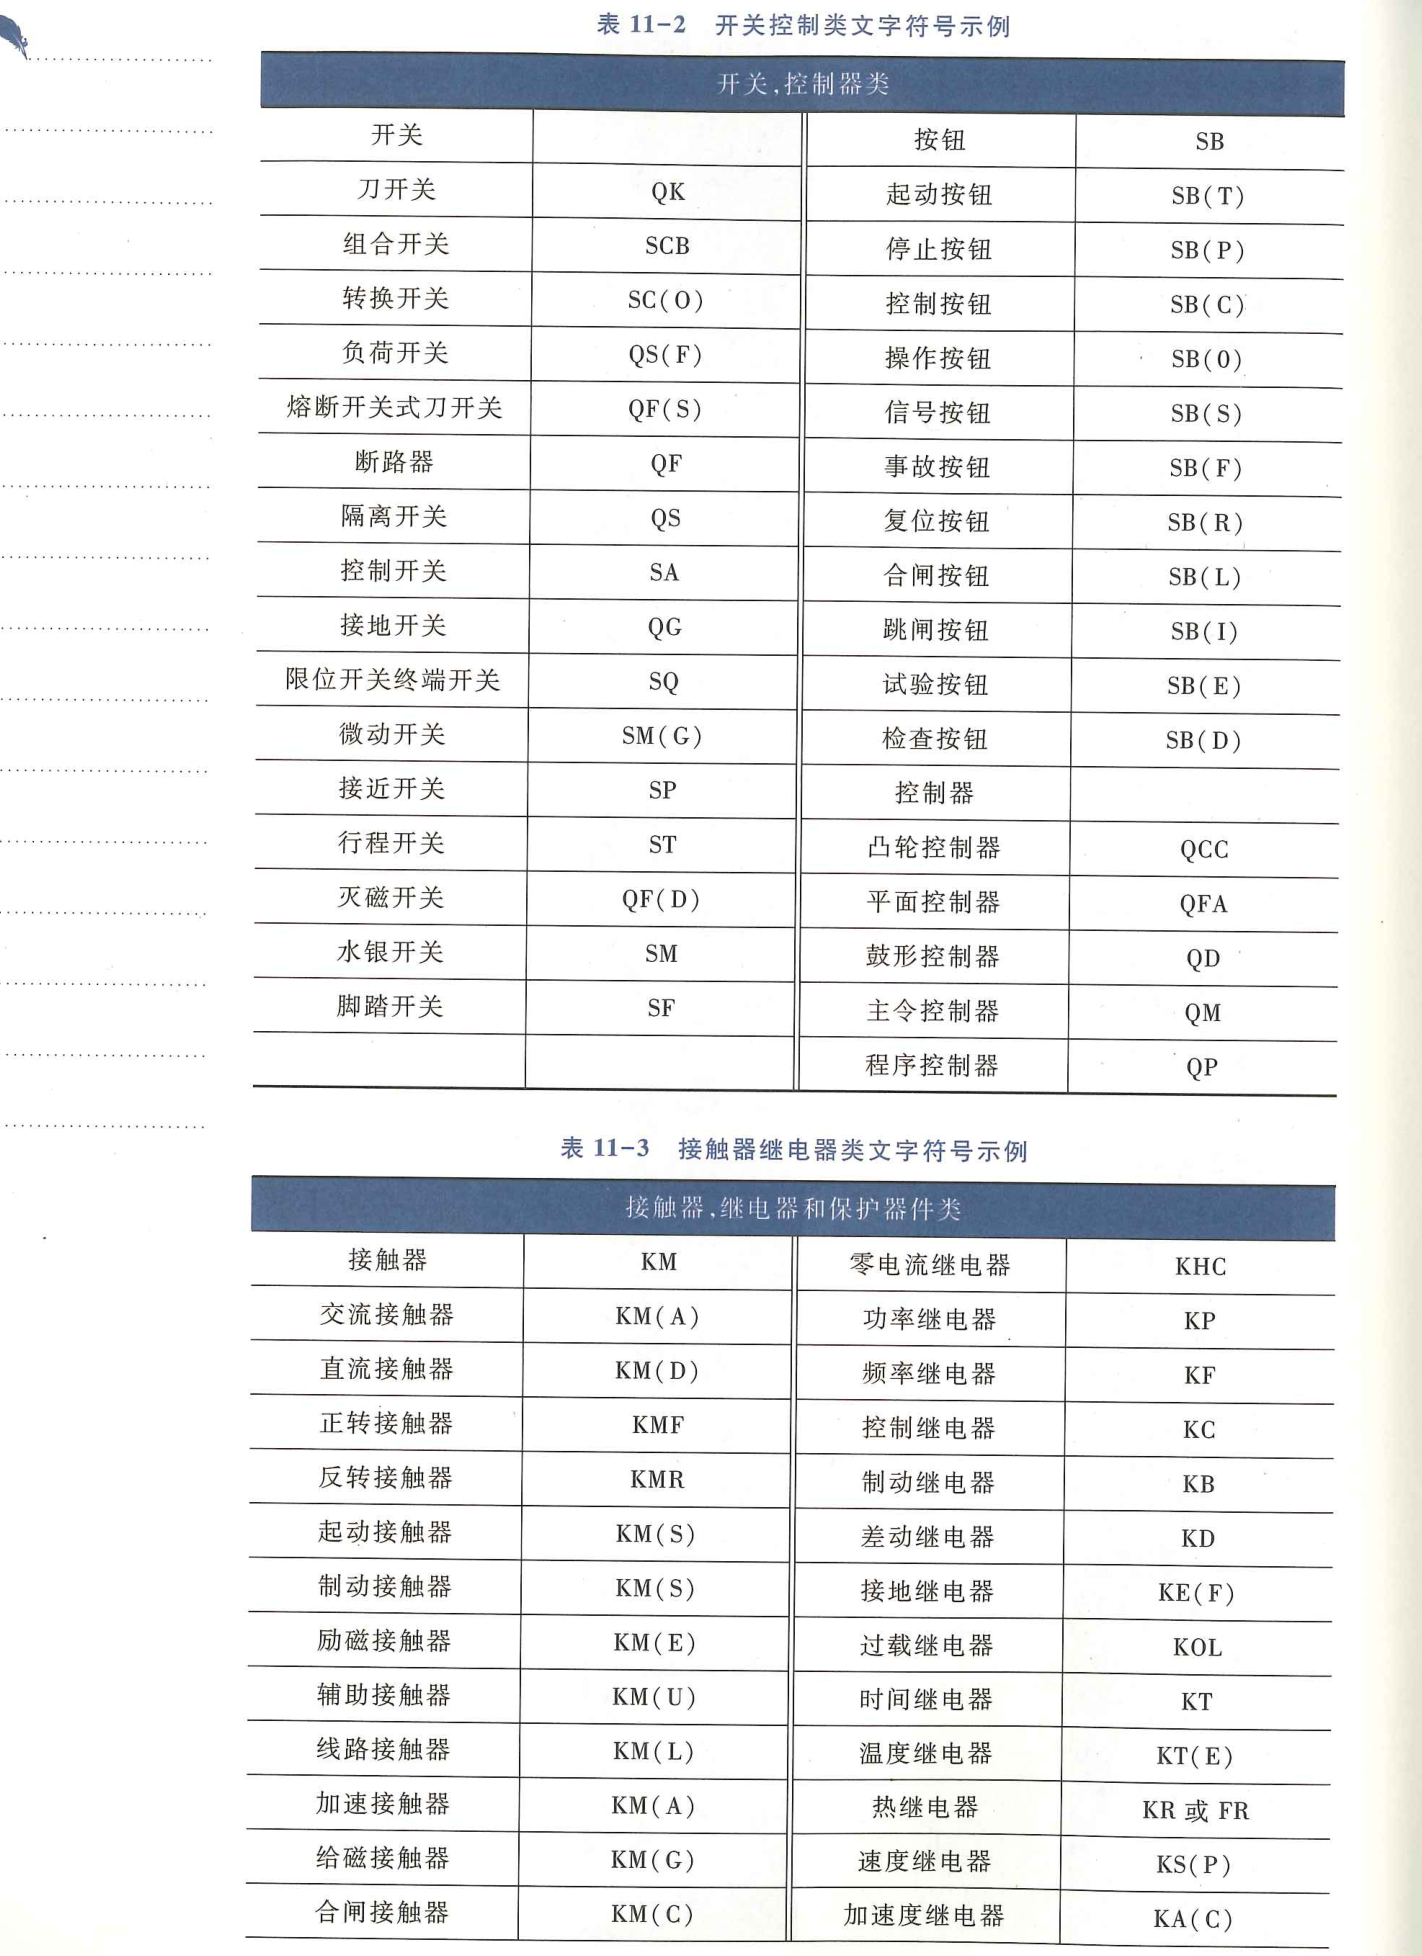 表 11-2 开关控制类文字符号示例
开关,控制器类
开关 按钮 SB
刀开关 QK 起动按钮 SB(T)
组合开关 SCB 停止按钮 SB(P)
转换开关 SC(O) 控制按钮 SB(C)
负荷开关 QS(F) 操作按钮 SB(0)
熔断开关式刀开关 QF(S) 信号按钮 SB(S)
断路器 QF 事故按钮 SB(F)
隔离开关 QS 复位按钮 SB(R)
控制开关 SA 合闸按钮 SB(L)
接地开关 QG 跳闸按钮 SB(I)
限位开关终端开关 SQ 试验按钮 SB(E)
微动开关 SM(G) 检查按钮 SB(D)
接近开关 SP 控制器
行程开关 ST 凸轮控制器 QCC
灭磁开关 QF(D) 平面控制器 QFA
水银开关 SM 鼓形控制器 QD
脚踏开关 SF 主令控制器 QM
程序控制器 QP
表 11-3 接触器继电器类文字符号示例
接触器,继电器和保护器件类
接触器 KM 零电流继电器 KHC
交流接触器 KM(A) 功率继电器 KP
直流接触器 KM(D) 频率继电器 KF
正转接触器 KMF 控制继电器 KC
反转接触器 KMR 制动继电器 KB
起动接触器 KM(S) 差动继电器 KD
制动接触器 KM(S) 接地继电器 KE(F)
励磁接触器 KM(E) 过载继电器 KOL
辅助接触器 KM(U) 时间继电器 KT
线路接触器 KM(L) 温度继电器 KT(E)
加速接触器 KM(A) 热继电器 KR 或 FR
给磁接触器 KM(G) 速度继电器 KS(P)
合闸接触器 KM(C) 加速度继电器 KA(C)